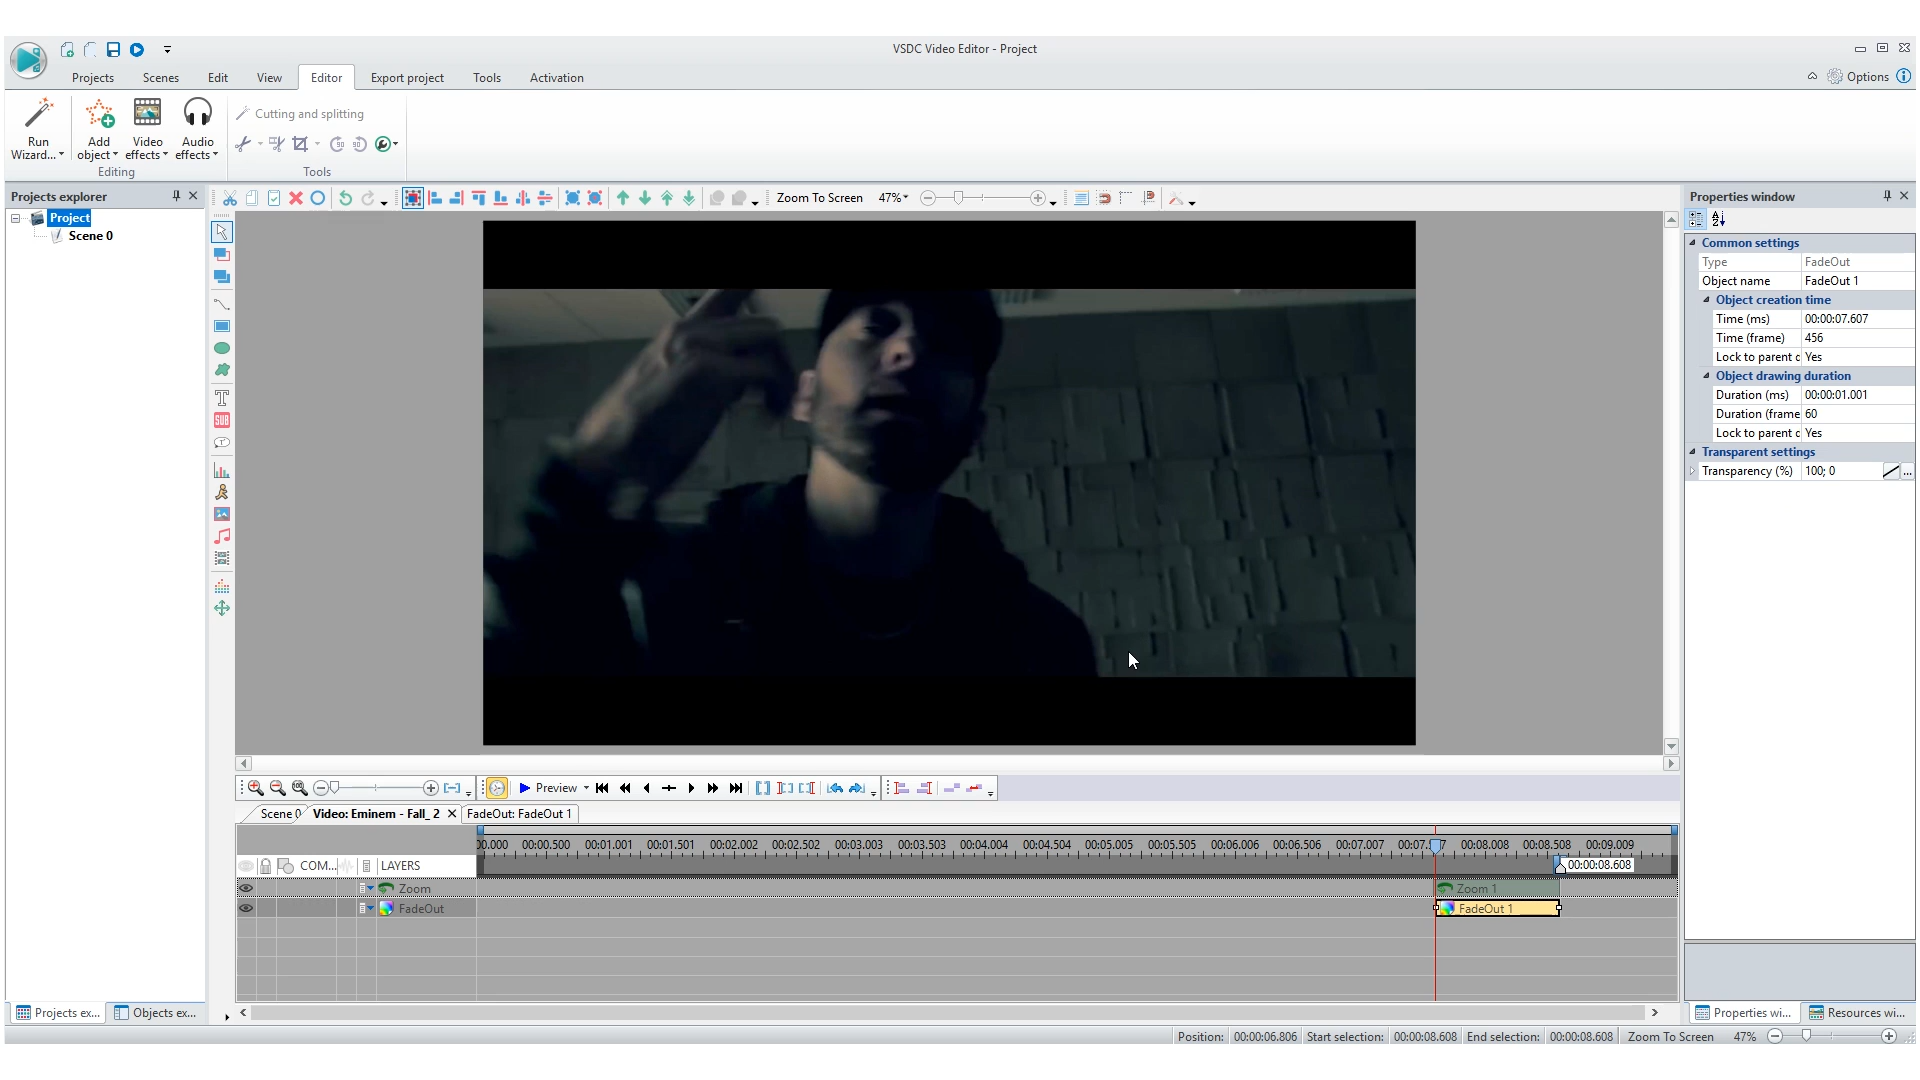 VSDC Video Editor - Project
Projects
Scenes
Edit
View
Editor
Export project
Tools
Activation
Options
Run
Wizard...
Add
object
Video
effects
Audio
effects
Editing
Cutting and splitting
Tools
Projects explorer
Zoom To Screen
47%
Properties window
Project
Scene 0
Common settings
Type
FadeOut
Object name
FadeOut 1
Object creation time
Time (ms)
00:00:07.607
Time (frame)
456
Lock to parent c
Yes
Object drawing duration
Duration (ms)
00:00:01.001
Duration (frame
60
Lock to parent c
Yes
Transparent settings
Transparency (%)
100; 0
...
T
SUB
Preview
Scene 0
Video: Eminem - Fall_ 2
FadeOut: FadeOut 1
00:000 00:00.500 00:01.001 00:01.501 00:02.002 00:02.502 00:03.003 00:03.503 00:04.004 00:04.504 00:05.005 00:05.505 00:06.006 00:06.506 00:07.007 00:08.008 00:08.508 00:09.009
COM...
LAYERS
00:00:08.608
Zoom
Zoom 1
FadeOut
FadeOut 1
Projects ex...
Objects ex...
Properties wi...
Resources wi...
Position: 00:00:06.806 Start selection: 00:00:08.608 End selection: 00:00:08.608 Zoom To Screen 47%